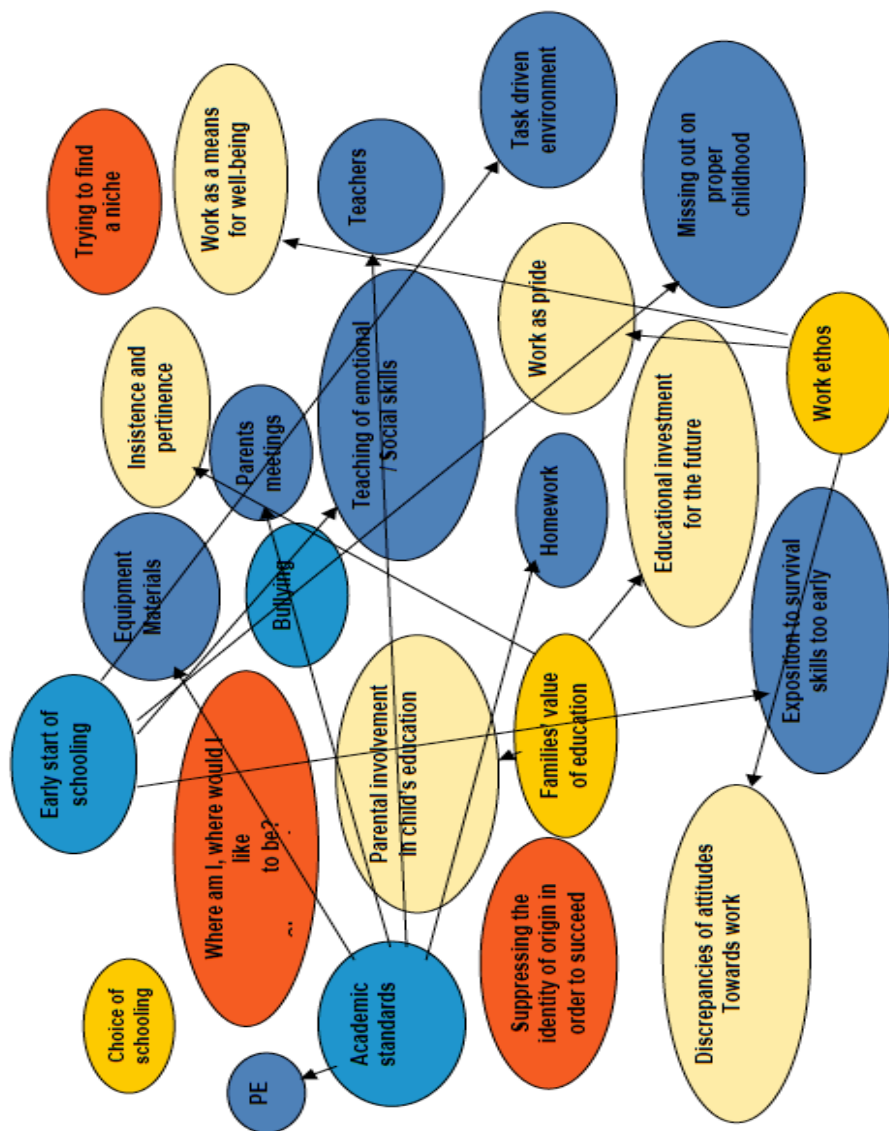 Early start of
schooling
Trying to find
a niche
Choice of
schooling
Equipment
Materials
Insistence and
pertinence
Work as a means
for well-being
Where am I, where would I
like
to be?
PE
Bullying
Parents
meetings
Academic
standards
Parental involvement
in child's education
Teaching of emotional
/ Social skills
Teachers
Suppressing the
identity of origin in
order to succeed
Families' value
of education
Homework
Work as pride
Task driven
environment
Educational investment
for the future
Missing out on
proper
childhood
Discrepancies of attitudes
Towards work
Exposition to survival
skills too early
Work ethos